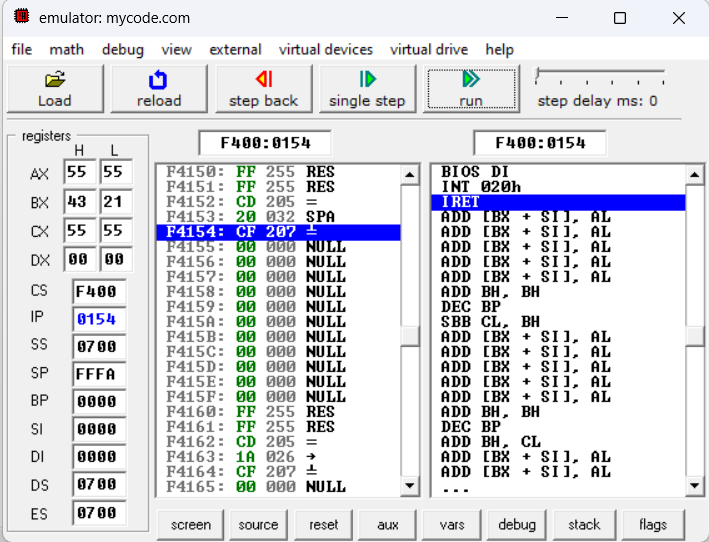 emulator: mycode.com
file math debug view external virtual devices virtual drive help
Load reload step back single step run step delay ms: 0
registers
H L
AX 55 55
BX 43 21
CX 55 55
DX 00 00
CS F400
IP 0154
SS 0700
SP FFFA
BP 0000
SI 0000
DI 0000
DS 0700
ES 0700
F400:0154
F4150: FF 255 RES
F4151: FF 255 RES
F4152: CD 205 =
F4153: 20 032 SPA
F4154: CF 207 ╧
F4155: 00 000 NULL
F4156: 00 000 NULL
F4157: 00 000 NULL
F4158: 00 000 NULL
F4159: 00 000 NULL
F415A: 00 000 NULL
F415B: 00 000 NULL
F415C: 00 000 NULL
F415D: 00 000 NULL
F415E: 00 000 NULL
F415F: 00 000 NULL
F4160: FF 255 RES
F4161: FF 255 RES
F4162: CD 205 =
F4163: 1A 026 →
F4164: CF 207 ╧
F4165: 00 000 NULL
F400:0154
BIOS DI
INT 020h
IRET
ADD [BX + SI], AL
ADD [BX + SI], AL
ADD [BX + SI], AL
ADD [BX + SI], AL
ADD [BX + SI], AL
ADD BH, BH
DEC BP
SBB CL, BH
ADD [BX + SI], AL
ADD [BX + SI], AL
ADD [BX + SI], AL
ADD [BX + SI], AL
ADD [BX + SI], AL
ADD BH, BH
DEC BP
ADD BH, CL
ADD [BX + SI], AL
ADD [BX + SI], AL
...
screen source reset aux vars debug stack flags